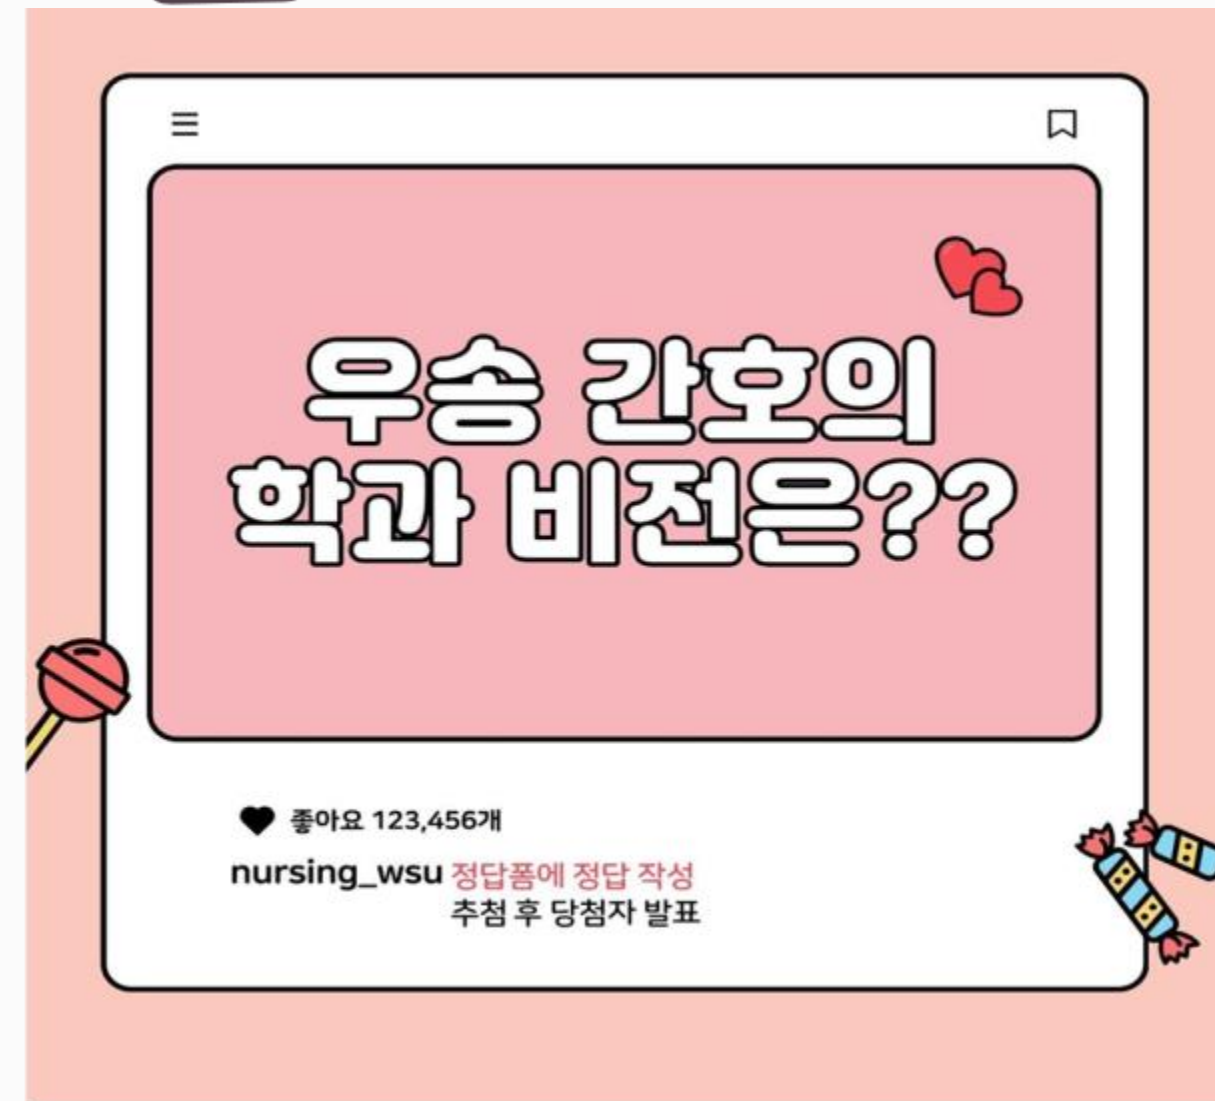 우송 간호의
학과 비전은??
좋아요 123,456개
nursing_wsu 정답폼에 정답 작성
추첨 후 당첨자 발표